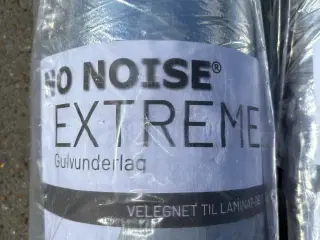 NO NOISE®
EXTREME
Gulvunderlag
VELEGNET TIL LAMINAT-